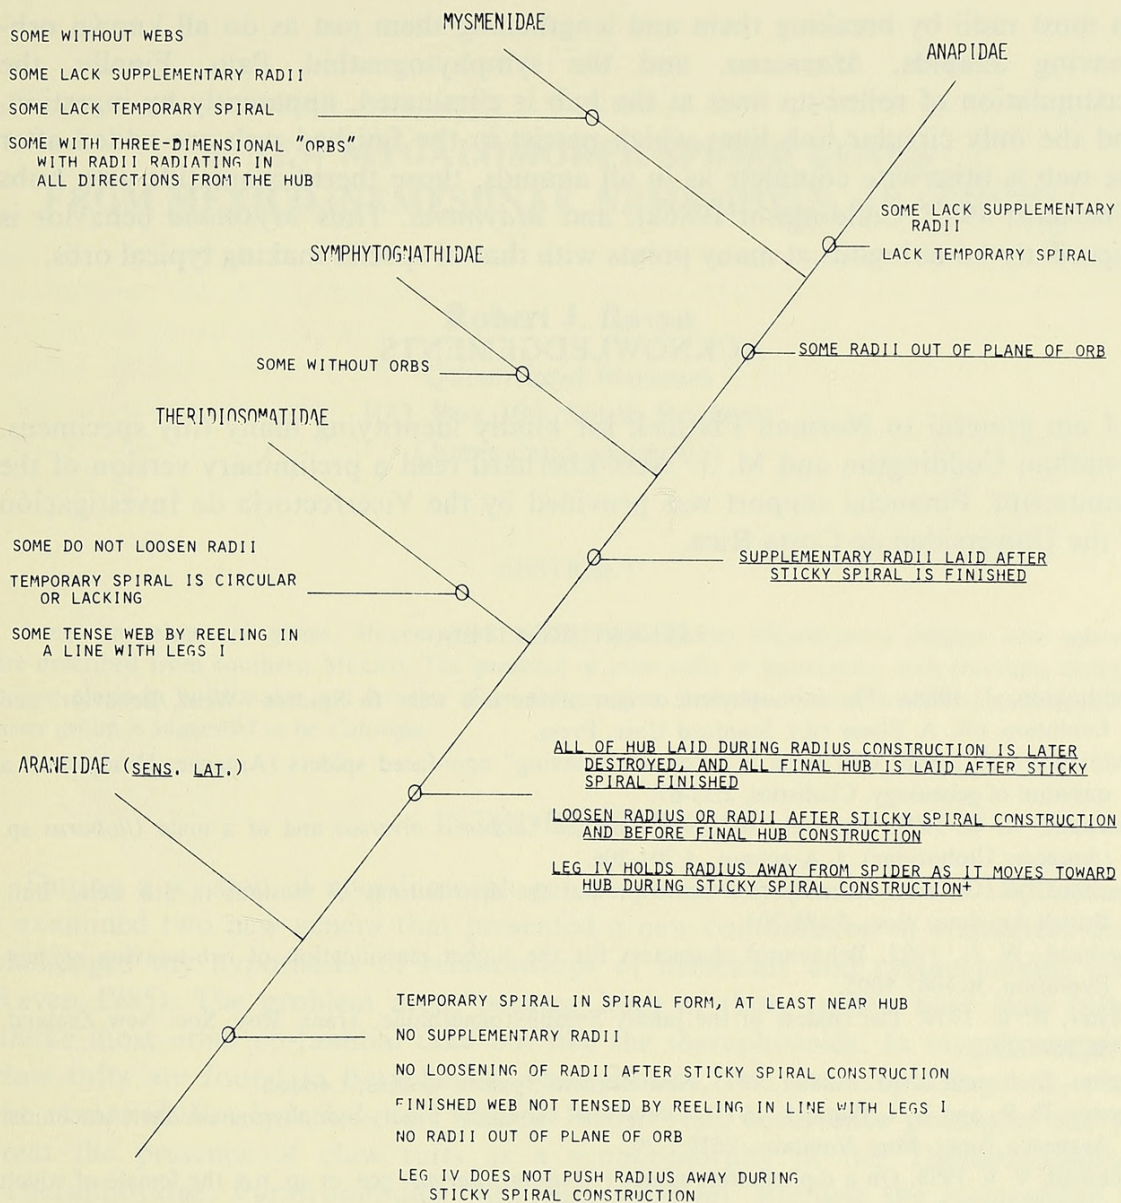 MYSMENIDAE
SOME WITHOUT WEBS
SOME LACK SUPPLEMENTARY RADII
SOME LACK TEMPORARY SPIRAL
SOME WITH THREE-DIMENSIONAL "ORBS"
WITH RADII RADIATING IN
ALL DIRECTIONS FROM THE HUB
ANAPIDAE
SOME LACK SUPPLEMENTARY
RADII
LACK TEMPORARY SPIRAL
SYMPHYTOGNATHIDAE
SOME WITHOUT ORBS
SOME RADII OUT OF PLANE OF ORB
THERIDIOSOMATIDAE
SOME DO NOT LOOSEN RADII
TEMPORARY SPIRAL IS CIRCULAR
OR LACKING
SOME TENSE WEB BY REELING IN
A LINE WITH LEGS I
SUPPLEMENTARY RADII LAID AFTER
STICKY SPIRAL IS FINISHED
ARANEIDAE (SENS. LAT.)
ALL OF HUB LAID DURING RADIUS CONSTRUCTION IS LATER
DESTROYED, AND ALL FINAL HUB IS LAID AFTER STICKY
SPIRAL FINISHED
LOOSEN RADIUS OR RADII AFTER STICKY SPIRAL CONSTRUCTION
AND BEFORE FINAL HUB CONSTRUCTION
LEG IV HOLDS RADIUS AWAY FROM SPIDER AS IT MOVES TOWARD
HUB DURING STICKY SPIRAL CONSTRUCTION+
TEMPORARY SPIRAL IN SPIRAL FORM, AT LEAST NEAR HUB
NO SUPPLEMENTARY RADII
NO LOOSENING OF RADII AFTER STICKY SPIRAL CONSTRUCTION
FINISHED WEB NOT TENSED BY REELING IN LINE WITH LEGS I
NO RADII OUT OF PLANE OF ORB
LEG IV DOES NOT PUSH RADIUS AWAY DURING
STICKY SPIRAL CONSTRUCTION